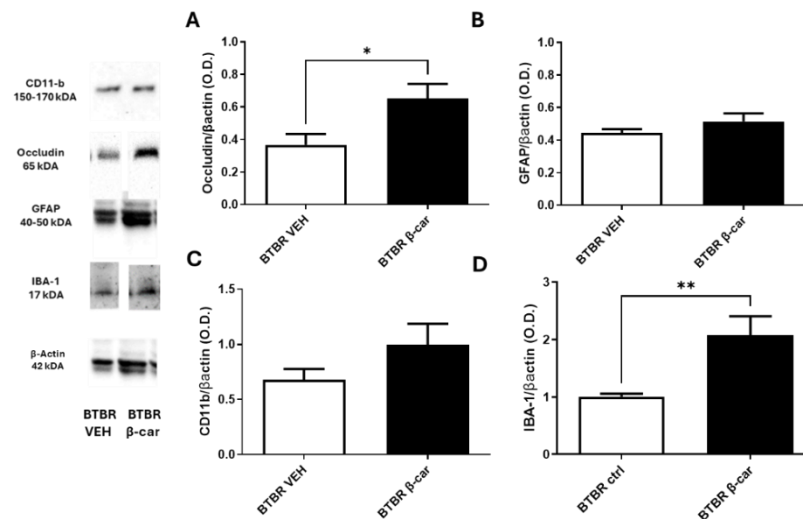 CD11-b
150-170 kDA
Occludin
65 kDA
GFAP
40-50 kDA
IBA-1
17 kDA
β-Actin
42 kDA
BTBR BTBR
VEH β-car
A
Occludin/βactin (O.D.)
1.0
0.8
0.6
0.4
0.2
0.0
*
BTBR VEH
BTBR β-car
B
GFAP/βactin (O.D.)
1.0
0.8
0.6
0.4
0.2
0.0
BTBR VEH
BTBR β-car
C
CD11b/βactin (O.D.)
1.5
1.0
0.5
0.0
BTBR VEH
BTBR β-car
D
IBA-1/βactin (O.D.)
3
2
1
0
**
BTBR ctrl
BTBR β-car